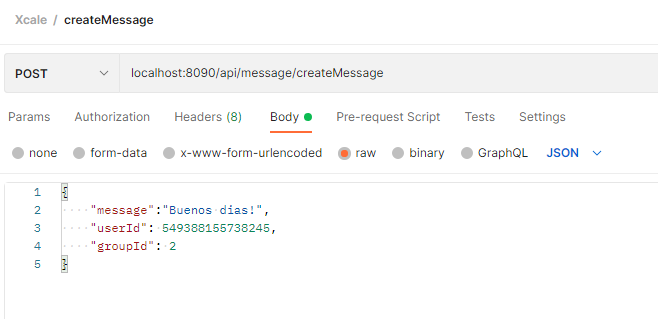 Xcale / createMessage
POST localhost:8090/api/message/createMessage
Params Authorization Headers (8) Body Pre-request Script Tests Settings
none form-data x-www-form-urlencoded raw binary GraphQL JSON
1 {
2 "message":"Buenos dias!",
3 "userId": 549388155738245,
4 "groupId": 2
5 }